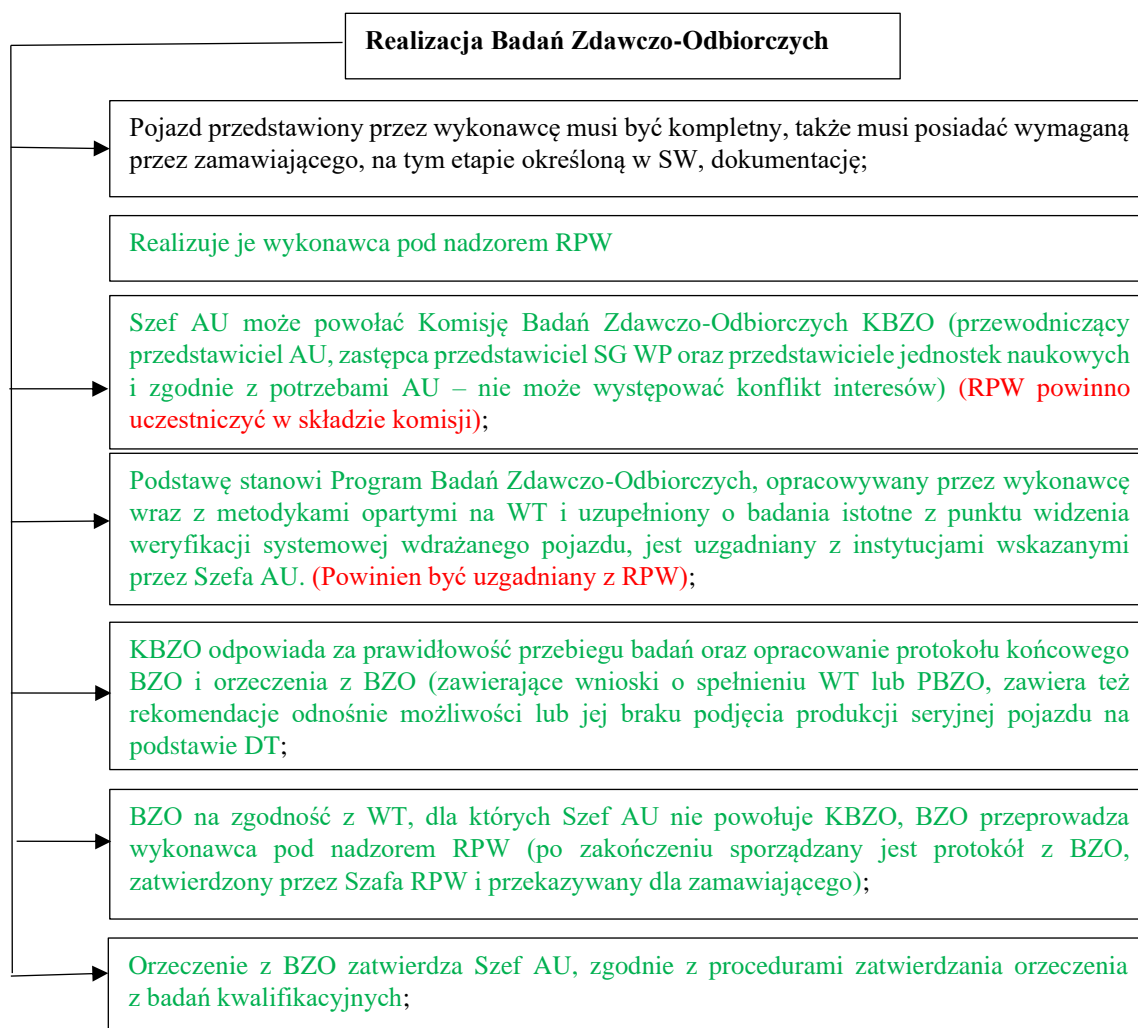 Realizacja Badań Zdawczo-Odbiorczych
Pojazd przedstawiony przez wykonawcę musi być kompletny, także musi posiadać wymaganą
przez zamawiającego, na tym etapie określoną w SW, dokumentację;
Realizuje je wykonawca pod nadzorem RPW
Szef AU może powołać Komisję Badań Zdawczo-Odbiorczych KBZO (przewodniczący
przedstawiciel AU, zastępca przedstawiciel SG WP oraz przedstawiciele jednostek naukowych
i zgodnie z potrzebami AU – nie może występować konflikt interesów) (RPW powinno
uczestniczyć w składzie komisji);
Podstawę stanowi Program Badań Zdawczo-Odbiorczych, opracowywany przez wykonawcę
wraz z metodykami opartymi na WT i uzupełniony o badania istotne z punktu widzenia
weryfikacji systemowej wdrażanego pojazdu, jest uzgadniany z instytucjami wskazanymi
przez Szefa AU. (Powinien być uzgadniany z RPW);
KBZO odpowiada za prawidłowość przebiegu badań oraz opracowanie protokołu końcowego
BZO i orzeczenia z BZO (zawierające wnioski o spełnieniu WT lub PBZO, zawiera też
rekomendacje odnośnie możliwości lub jej braku podjęcia produkcji seryjnej pojazdu na
podstawie DT;
BZO na zgodność z WT, dla których Szef AU nie powołuje KBZO, BZO przeprowadza
wykonawca pod nadzorem RPW (po zakończeniu sporządzany jest protokół z BZO,
zatwierdzony przez Szafa RPW i przekazywany dla zamawiającego);
Orzeczenie z BZO zatwierdza Szef AU, zgodnie z procedurami zatwierdzania orzeczenia
z badań kwalifikacyjnych;